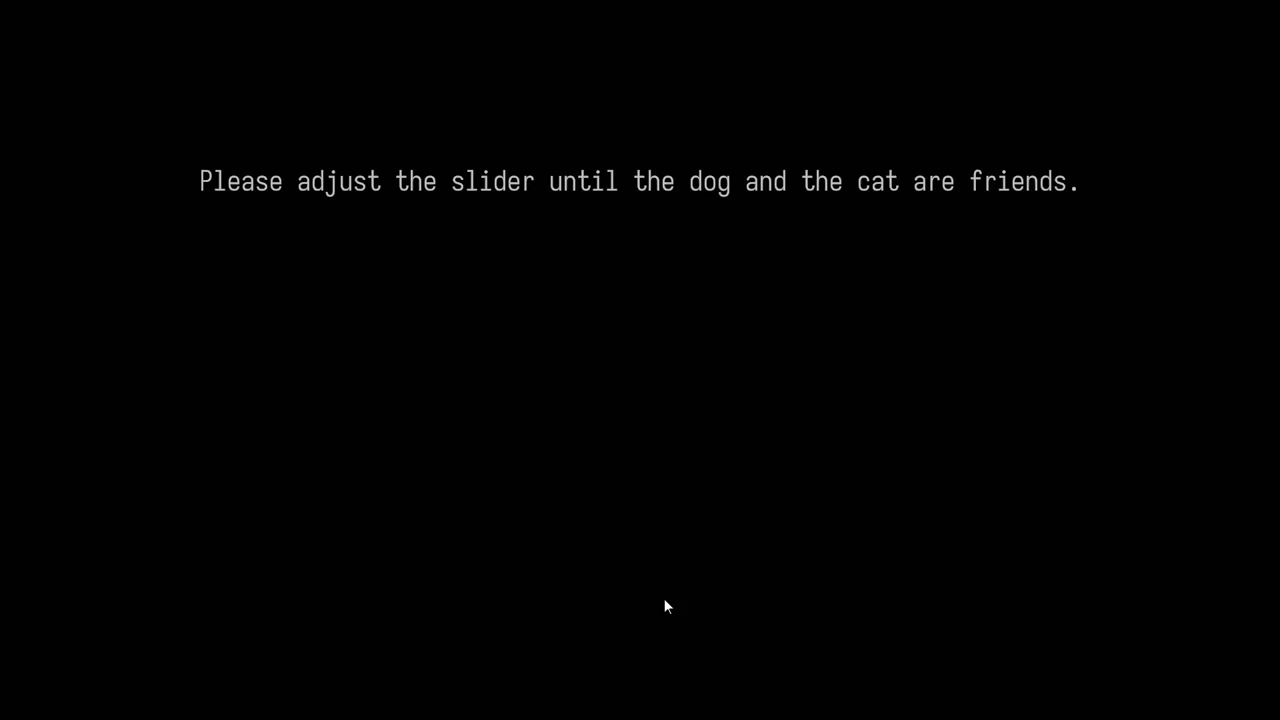 Please adjust the slider until the dog and the cat are friends.